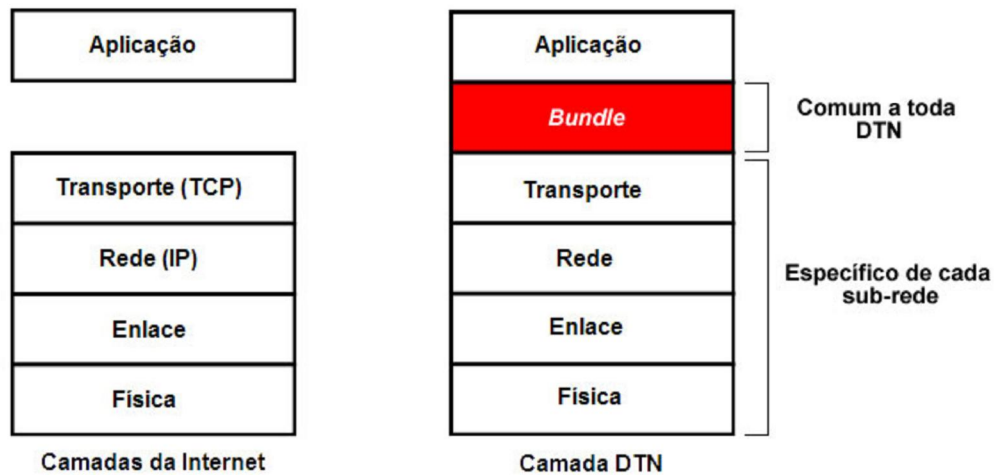 Aplicação
Transporte (TCP)
Rede (IP)
Enlace
Física
Camadas da Internet
Aplicação
Bundle
Transporte
Rede
Enlace
Física
Camada DTN
Comum a toda
DTN
Específico de cada
sub-rede